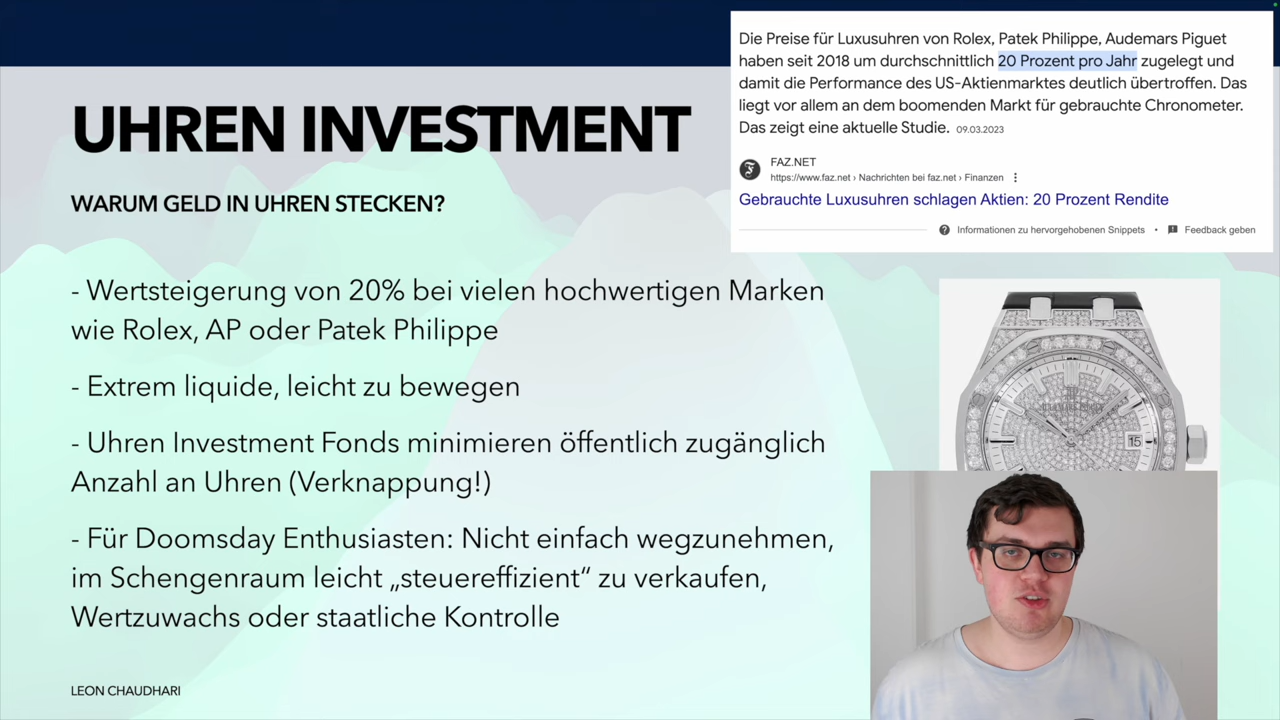 Die Preise für Luxusuhren von Rolex, Patek Philippe, Audemars Piguet
haben seit 2018 um durchschnittlich 20 Prozent pro Jahr zugelegt und
damit die Performance des US-Aktienmarktes deutlich übertroffen. Das
liegt vor allem an dem boomenden Markt für gebrauchte Chronometer.
Das zeigt eine aktuelle Studie. 09.03.2023
FAZ.NET
https://www.faz.net › Nachrichten bei faz.net › Finanzen
Gebrauchte Luxusuhren schlagen Aktien: 20 Prozent Rendite
Informationen zu hervorgehobenen Snippets • Feedback geben
UHREN INVESTMENT
WARUM GELD IN UHREN STECKEN?
- Wertsteigerung von 20% bei vielen hochwertigen Marken
wie Rolex, AP oder Patek Philippe
- Extrem liquide, leicht zu bewegen
- Uhren Investment Fonds minimieren öffentlich zugänglich
Anzahl an Uhren (Verknappung!)
- Für Doomsday Enthusiasten: Nicht einfach wegzunehmen,
im Schengenraum leicht „steuereffizient“ zu verkaufen,
Wertzuwachs oder staatliche Kontrolle
AUDEMARS PIGUET
15
LEON CHAUDHARI